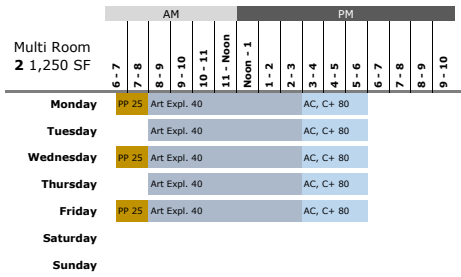 AM PM
Multi Room
2 1,250 SF
6 - 7 7 - 8 8 - 9 9 - 10 10 - 11 11 - Noon Noon - 1 1 - 2 2 - 3 3 - 4 4 - 5 5 - 6 6 - 7 7 - 8 8 - 9 9 - 10
Monday PP 25 Art Expl. 40 AC, C+ 80
Tuesday Art Expl. 40 AC, C+ 80
Wednesday PP 25 Art Expl. 40 AC, C+ 80
Thursday Art Expl. 40 AC, C+ 80
Friday PP 25 Art Expl. 40 AC, C+ 80
Saturday
Sunday